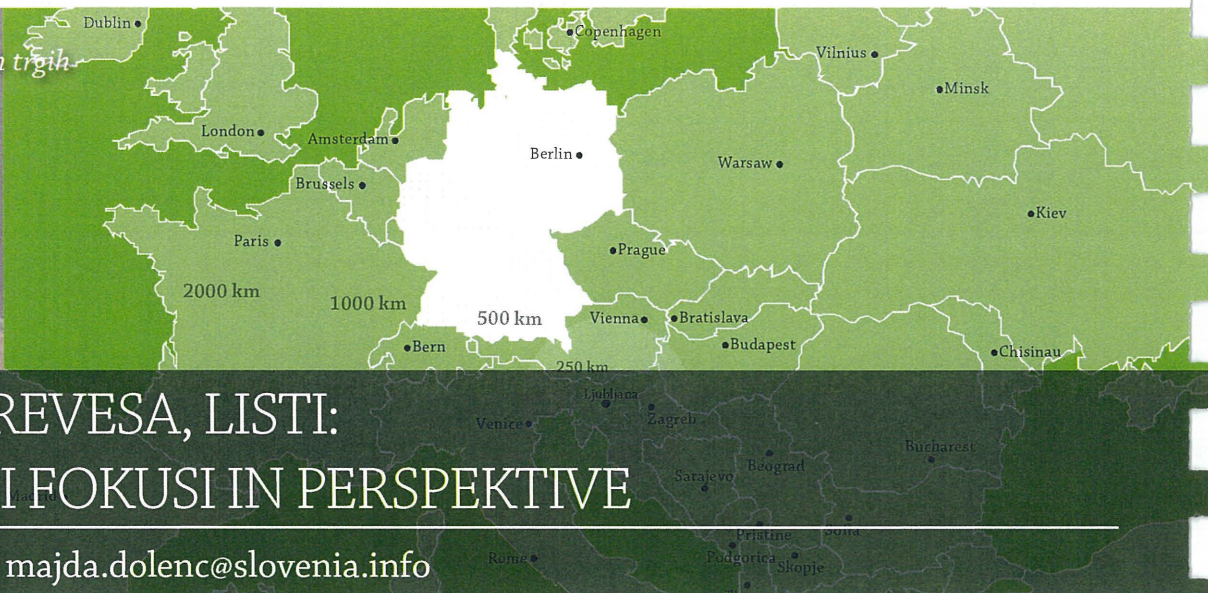 Dublin
Copenhagen
n trgih
Vilnius
Minsk
London
Amsterdam
Berlin
Warsaw
Brussels
Kiev
Paris
Prague
2000 km
1000 km
500 km
Vienna
Bratislava
Bern
Budapest
Chisinau
250 km
Ljubljana
Zagreb
Venice
REVESA, LISTI:
Bucharest
Beograd
Sarajevo
I FOKUSI IN PERSPEKTIVE
Pristine
Sofia
Rome
Podgorica
Skopje
majda.dolenc@slovenia.info